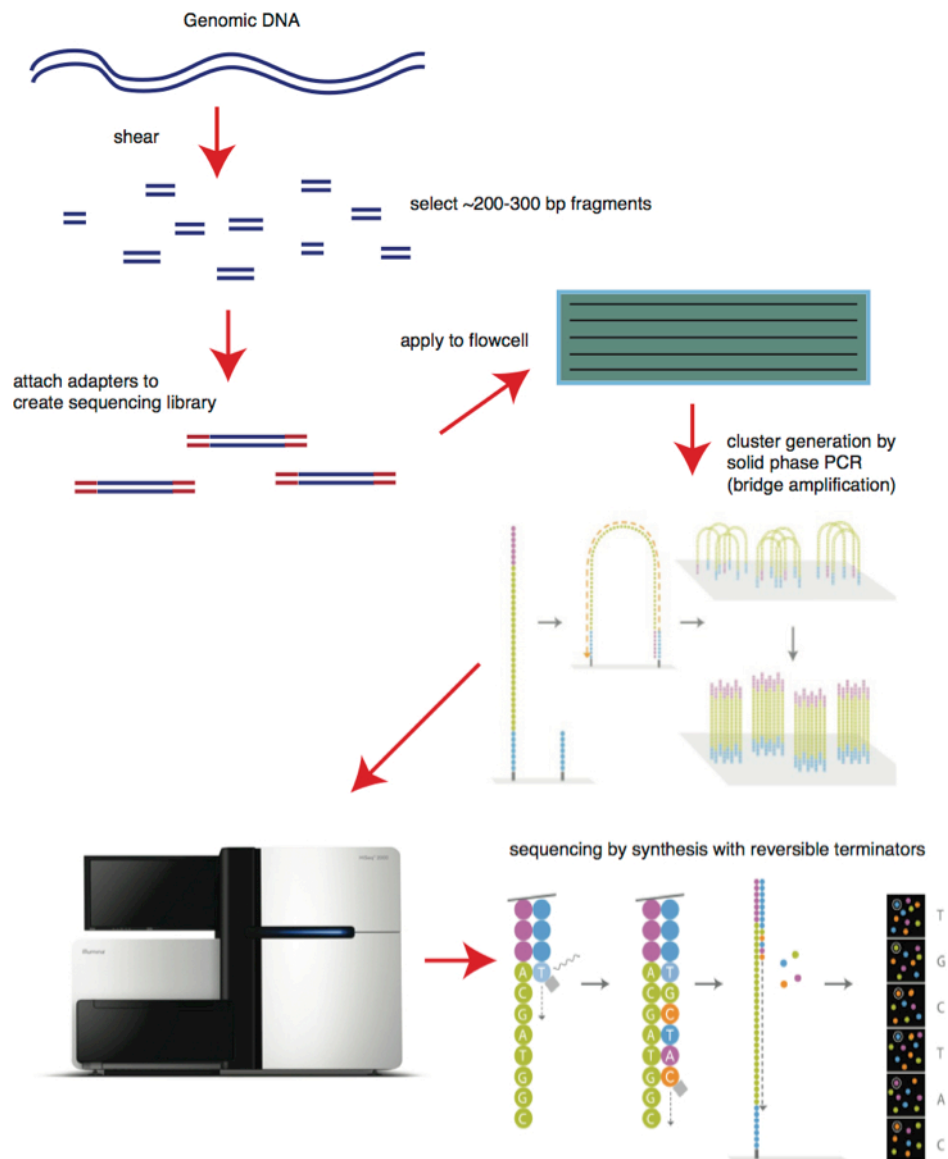 Genomic DNA
shear
select ~200-300 bp fragments
apply to flowcell
attach adapters to
create sequencing library
cluster generation by
solid phase PCR
(bridge amplification)
sequencing by synthesis with reversible terminators
illumina
T
A
C
G
A
T
G
G
C
A T
C G
G C
A T
T A
G C
G
C
T
G
C
T
A
C